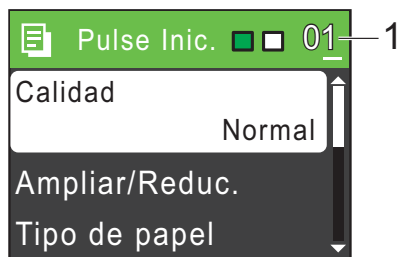 Pulse Inic. 01 1
Calidad
Normal
Ampliar/Reduc.
Tipo de papel